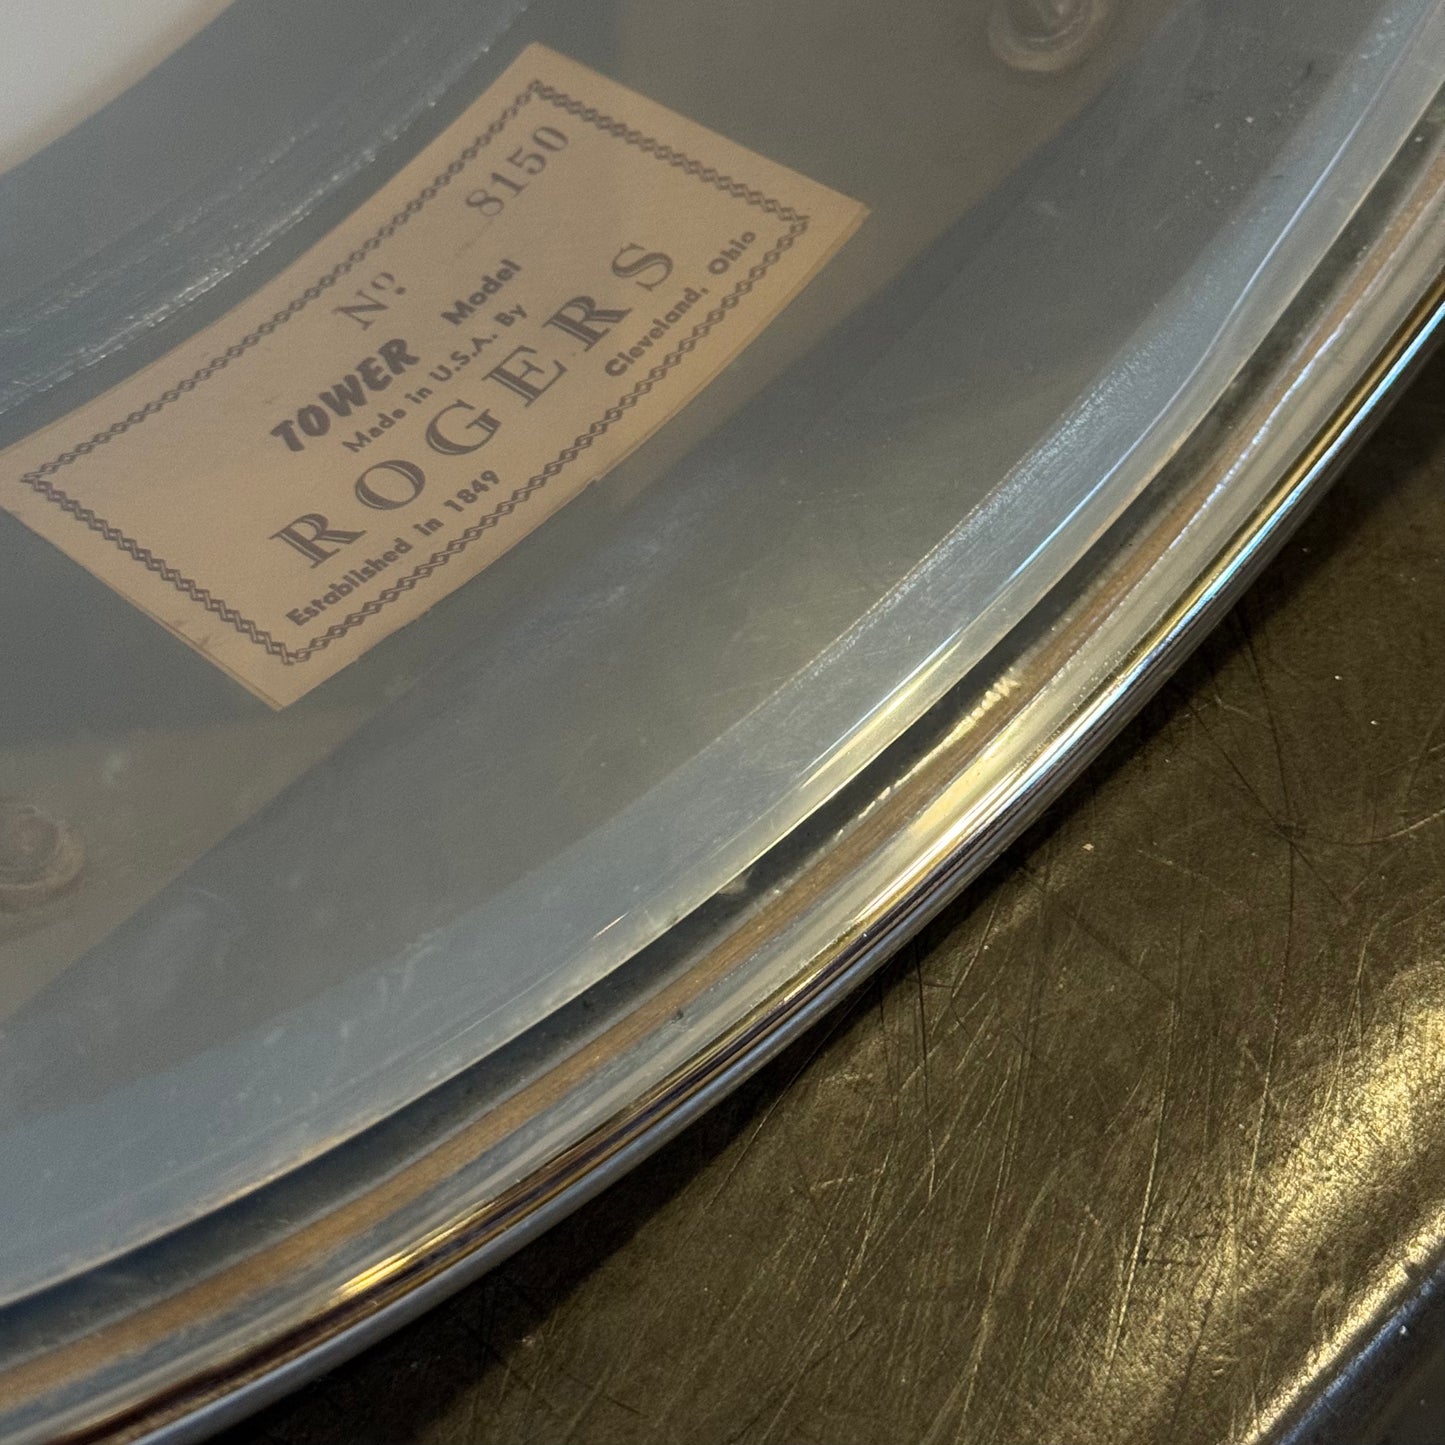 Nº 8150
TOWER Model
Made in U.S.A. By
ROGERS
Established in 1849 Cleveland, Ohio